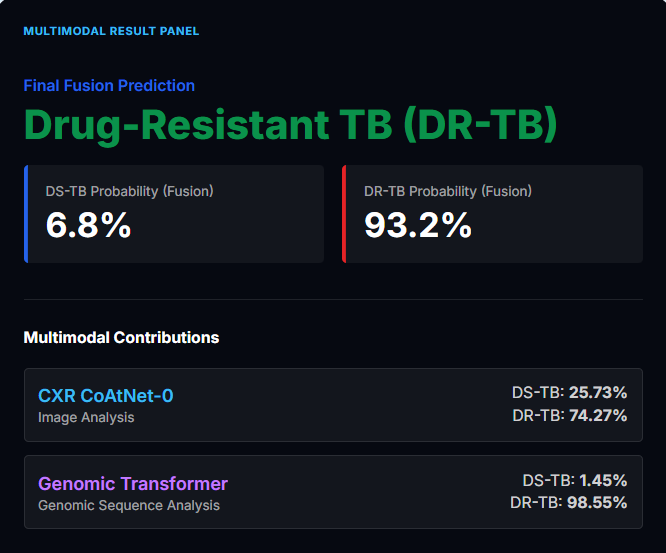 MULTIMODAL RESULT PANEL
Final Fusion Prediction
Drug-Resistant TB (DR-TB)
DS-TB Probability (Fusion)
6.8%
DR-TB Probability (Fusion)
93.2%
Multimodal Contributions
CXR CoAtNet-0
Image Analysis
DS-TB: 25.73%
DR-TB: 74.27%
Genomic Transformer
Genomic Sequence Analysis
DS-TB: 1.45%
DR-TB: 98.55%